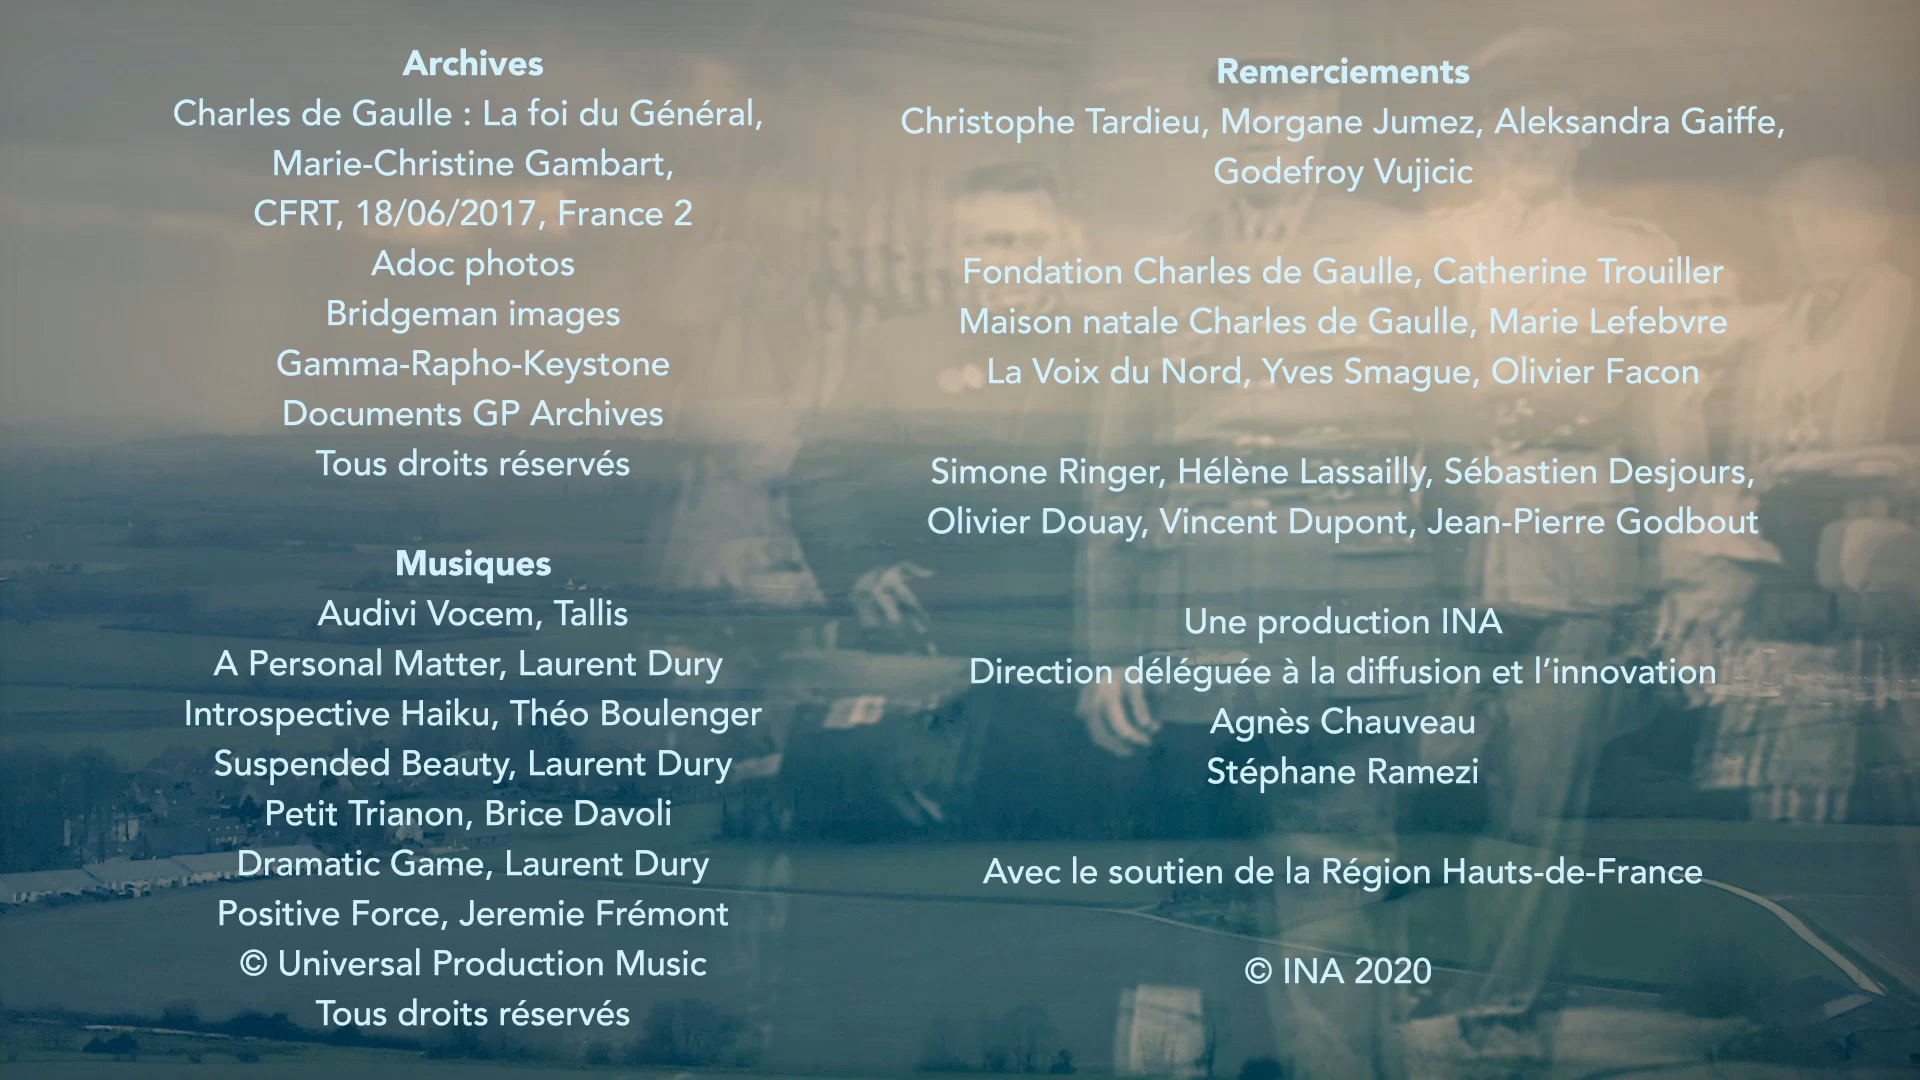 Archives
Charles de Gaulle : La foi du Général,
Marie-Christine Gambart,
CFRT, 18/06/2017, France 2
Adoc photos
Bridgeman images
Gamma-Rapho-Keystone
Documents GP Archives
Tous droits réservés
Musiques
Audivi Vocem, Tallis
A Personal Matter, Laurent Dury
Introspective Haiku, Théo Boulenger
Suspended Beauty, Laurent Dury
Petit Trianon, Brice Davoli
Dramatic Game, Laurent Dury
Positive Force, Jeremie Frémont
© Universal Production Music
Tous droits réservés
Remerciements
Christophe Tardieu, Morgane Jumez, Aleksandra Gaiffe,
Godefroy Vujicic
Fondation Charles de Gaulle, Catherine Trouiller
Maison natale Charles de Gaulle, Marie Lefebvre
La Voix du Nord, Yves Smague, Olivier Facon
Simone Ringer, Hélène Lassailly, Sébastien Desjours,
Olivier Douay, Vincent Dupont, Jean-Pierre Godbout
Une production INA
Direction déléguée à la diffusion et l’innovation
Agnès Chauveau
Stéphane Ramezi
Avec le soutien de la Région Hauts-de-France
© INA 2020